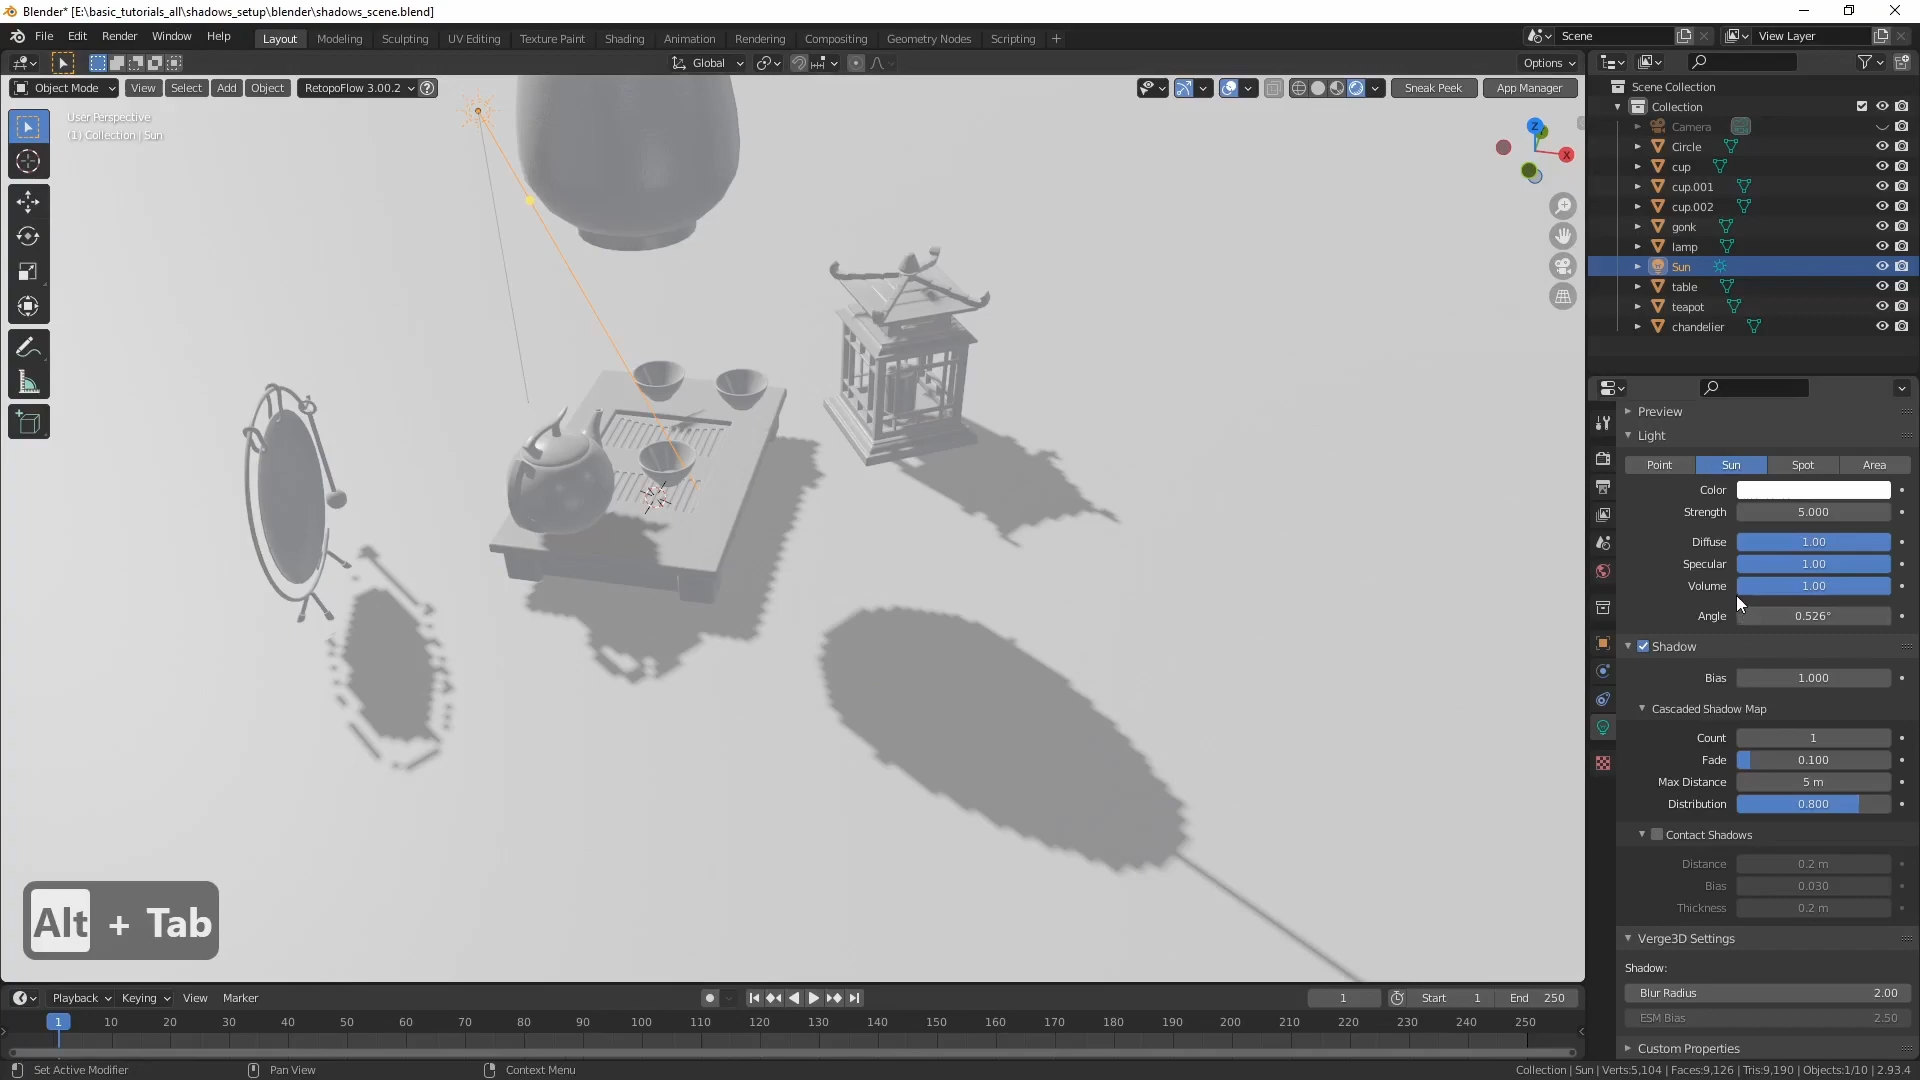 Blender* [E:\basic_tutorials_all\shadows_setup\blender\shadows_scene.blend]
File Edit Render Window Help Layout Modeling Sculpting UV Editing Texture Paint Shading Animation Rendering Compositing Geometry Nodes Scripting + Scene View Layer
Global Options
Object Mode View Select Add Object RetopoFlow 3.00.2 ? Sneak Peek App Manager
User Perspective
(1) Collection | Sun
Z
X
Scene Collection
Collection
Camera
Circle
cup
cup.001
cup.002
gonk
lamp
Sun
table
teapot
chandelier
Preview
Light
Point Sun Spot Area
Color
Strength 5.000
Diffuse 1.00
Specular 1.00
Volume 1.00
Angle 0.526°
Shadow
Bias 1.000
Cascaded Shadow Map
Count 1
Fade 0.100
Max Distance 5 m
Distribution 0.800
Contact Shadows
Distance 0.2 m
Bias 0.030
Thickness 0.2 m
Verge3D Settings
Shadow:
Blur Radius 2.00
ESM Bias 2.50
Custom Properties
Alt + Tab
Playback Keying View Marker 1 Start 1 End 250
1 10 20 30 40 50 60 70 80 90 100 110 120 130 140 150 160 170 180 190 200 210 220 230 240 250
Set Active Modifier Pan View Context Menu Collection | Sun | Verts:5,104 | Faces:9,126 | Tris:9,190 | Objects:1/10 | 2.93.4